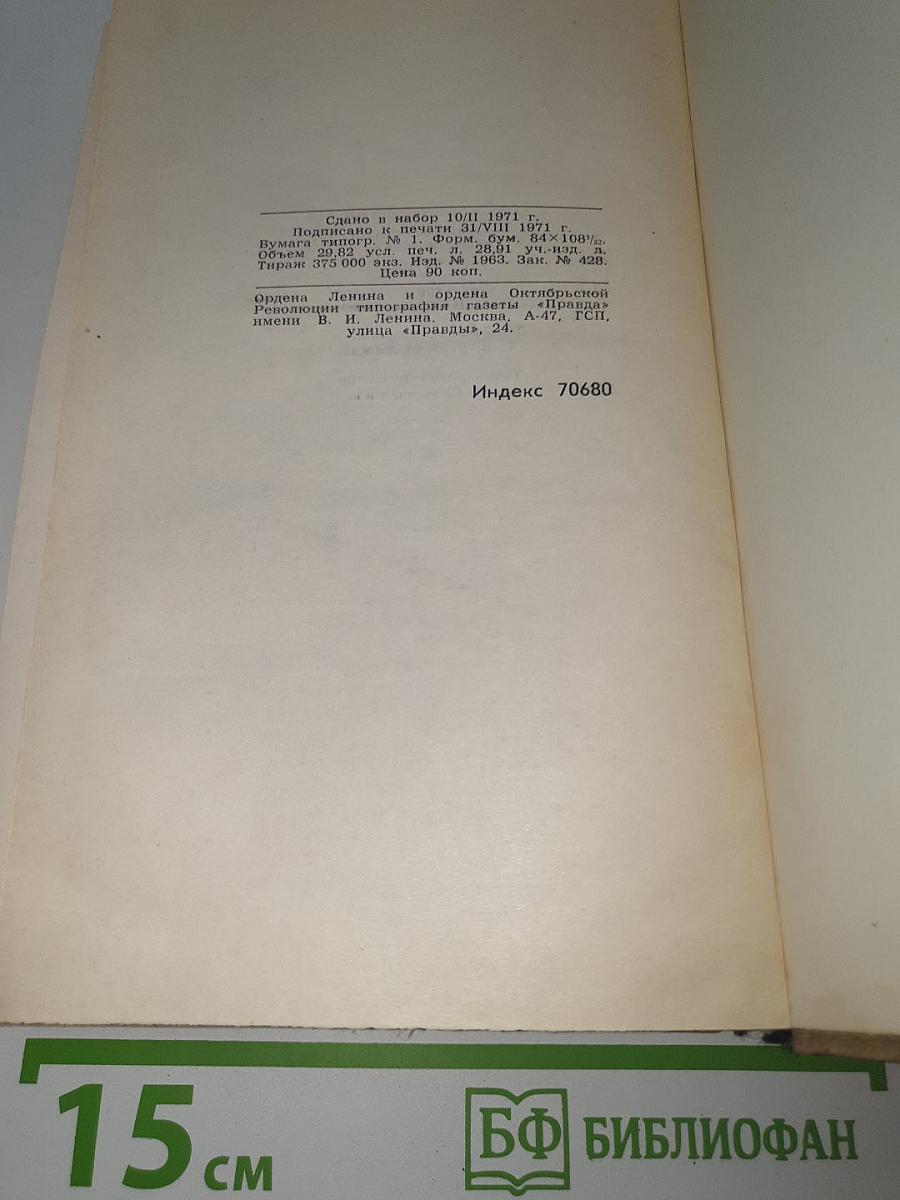 Сдано в набор 10/II 1971 г.
Подписано к печати 31/VIII 1971 г.
Бумага типогр. № 1. Форм. бум. 84×108¹/₃₂.
Объем 29,82 усл. печ. л. 28,91 уч.-изд. л.
Тираж 375 000 экз. Изд. № 1963. Зак. № 428.
Цена 90 коп.
Ордена Ленина и ордена Октябрьской
Революции типография газеты «Правда»
имени В. И. Ленина. Москва, А-47, ГСП,
улица «Правды», 24.
Индекс 70680
15 см
БФ БИБЛИОФАН